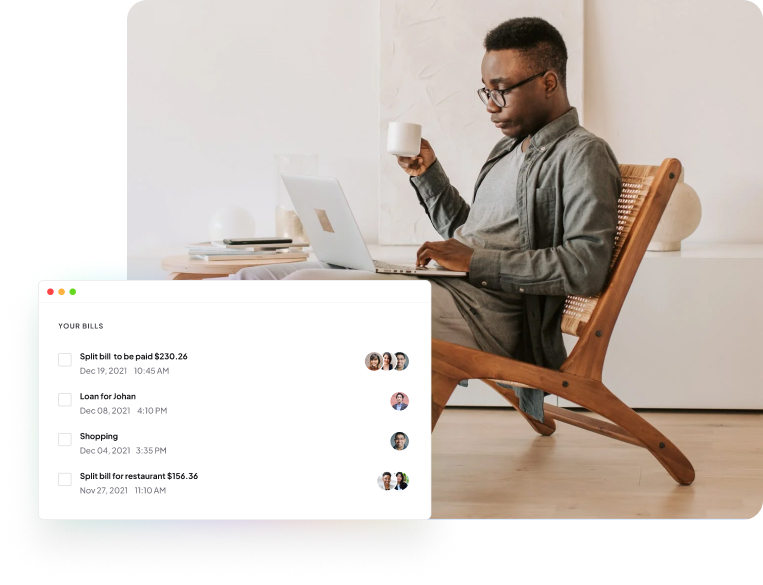 YOUR BILLS
Split bill to be paid $230.26
Dec 19, 2021 10:45 AM
Loan for Johan
Dec 08, 2021 4:10 PM
Shopping
Dec 04, 2021 3:35 PM
Split bill for restaurant $156.36
Nov 27, 2021 11:10 AM